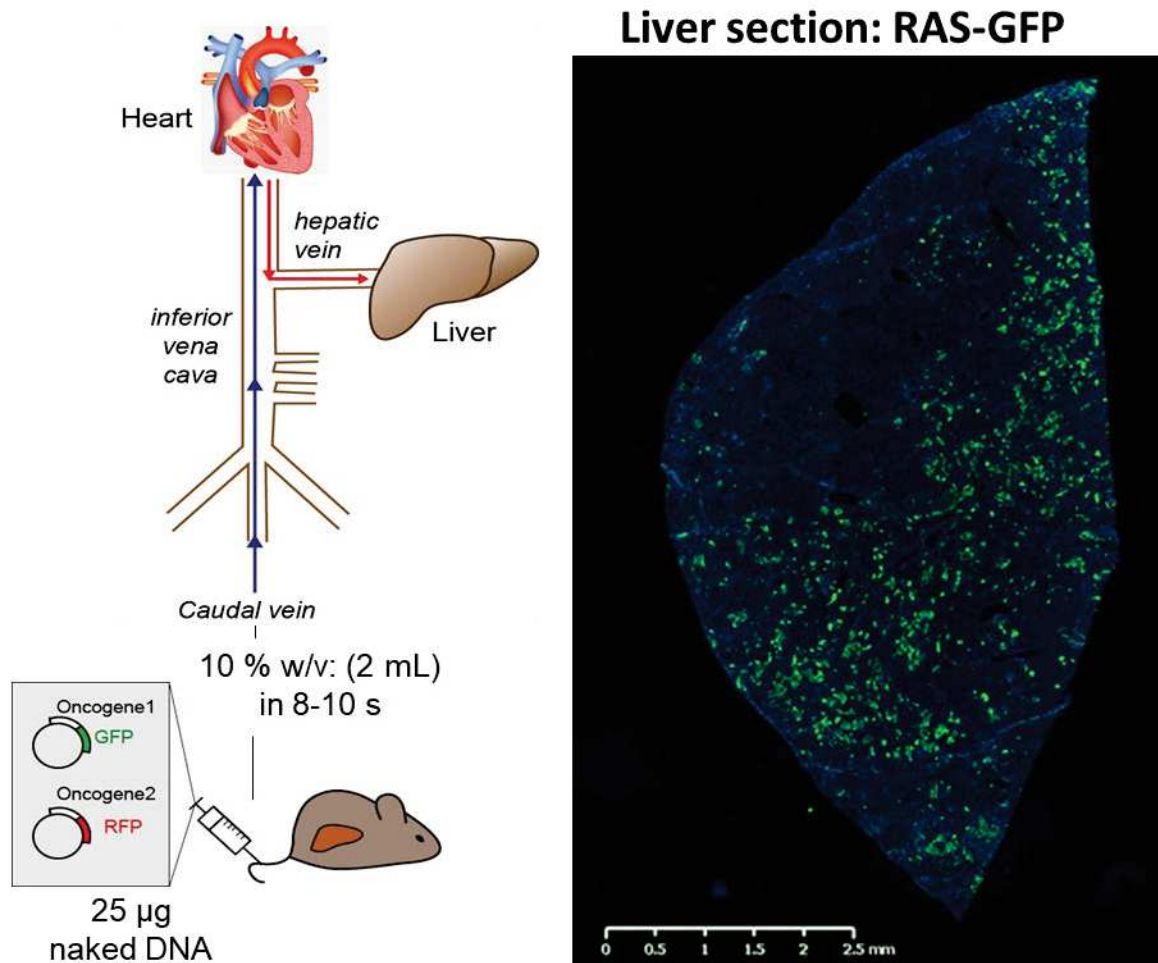 Liver section: RAS-GFP
Heart
hepatic
vein
inferior
vena
cava
Liver
Caudal vein
10 % w/v: (2 mL)
in 8-10 s
Oncogene1
GFP
Oncogene2
RFP
25 µg
naked DNA
0 0.5 1 1.5 2 2.5 mm